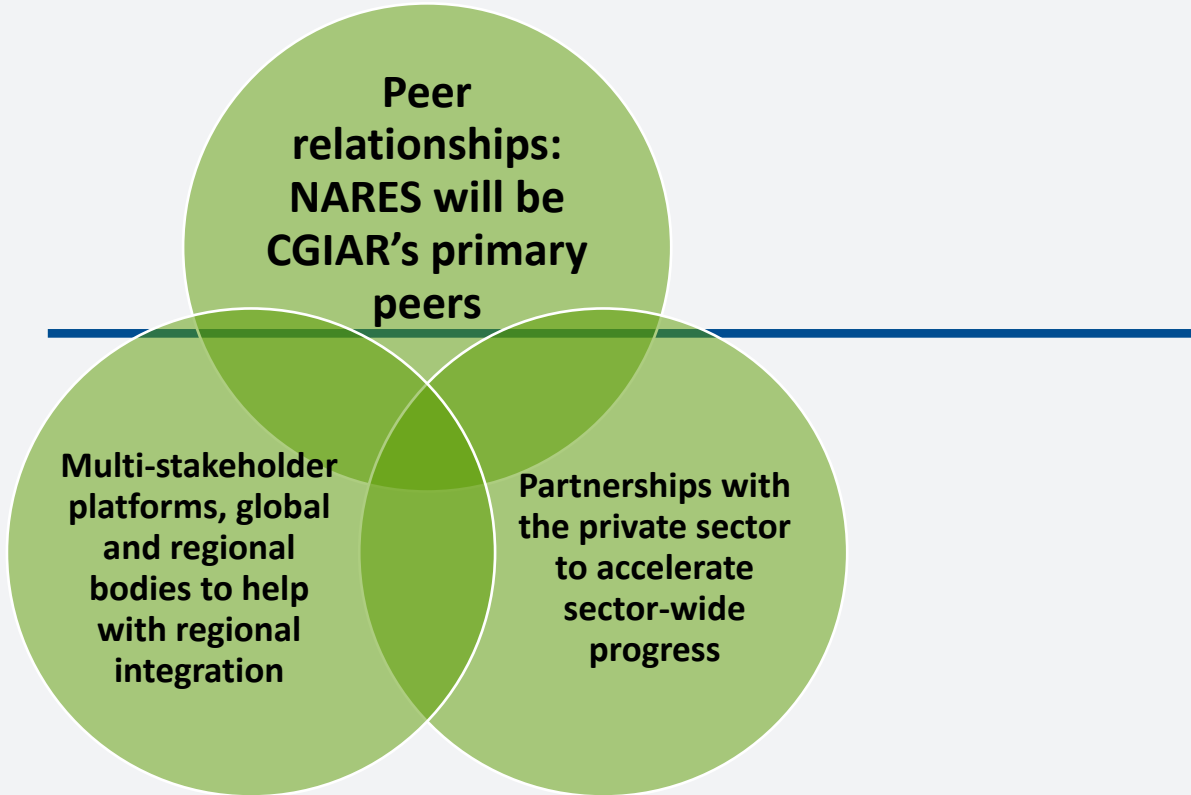 Peer
relationships:
NARES will be
CGIAR’s primary
peers
Multi-stakeholder
platforms, global
and regional
bodies to help
with regional
integration
Partnerships with
the private sector
to accelerate
sector-wide
progress